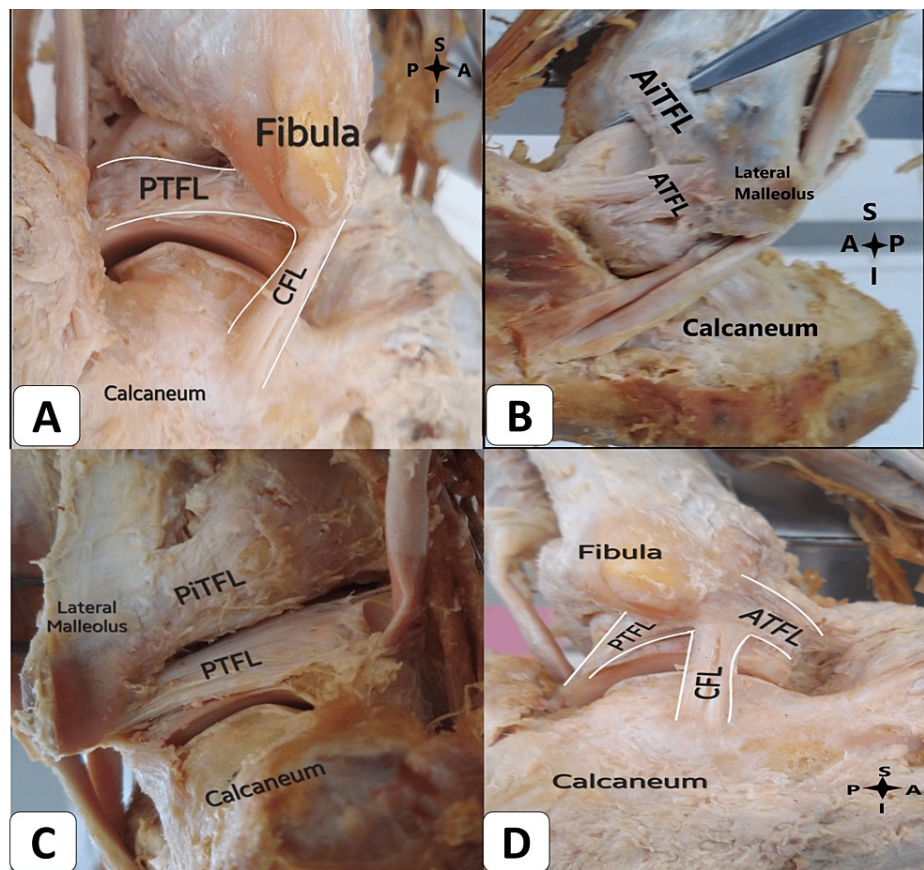 S
P A
I
Fibula
PTFL
CFL
Calcaneum
A
AiTFL
ATFL
Lateral
Malleolus
S
A P
I
Calcaneum
B
PiTFL
Lateral
Malleolus
PTFL
Calcaneum
C
Fibula
PTFL
ATFL
CFL
Calcaneum
S
P A
I
D